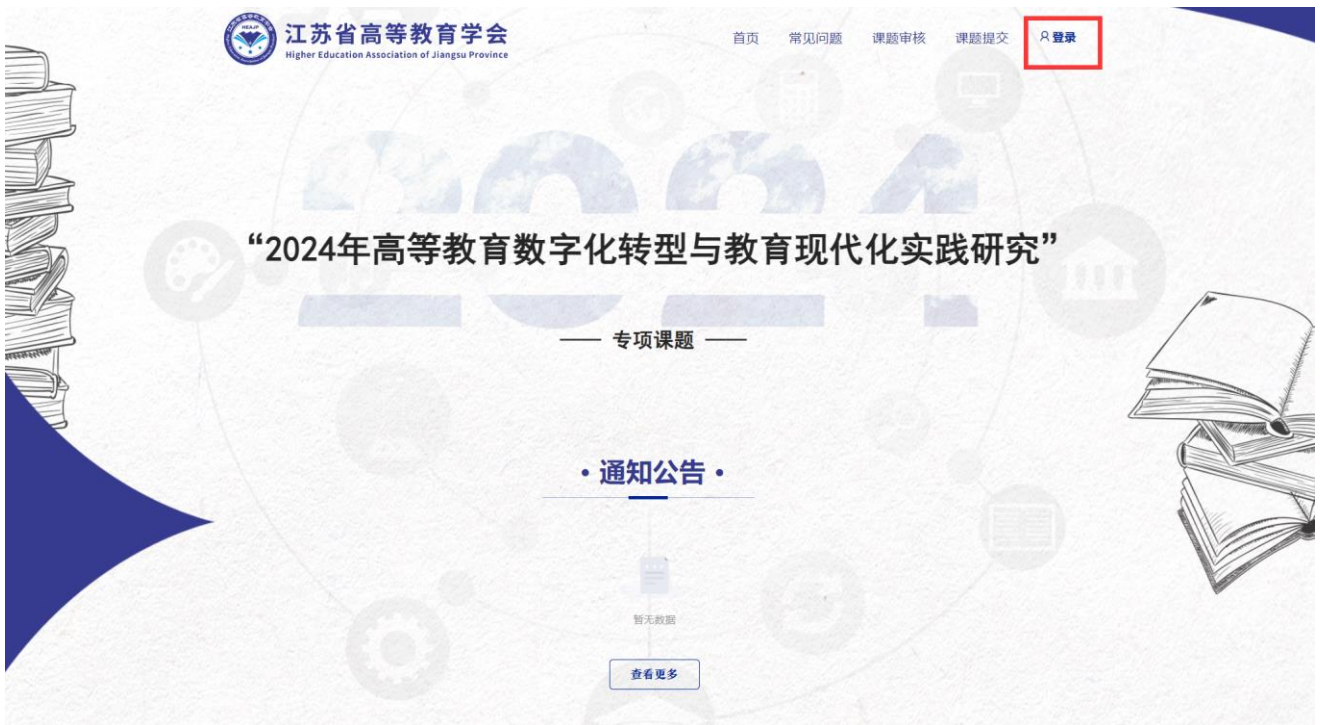 江苏省高等教育学会
Higher Education Association of Jiangsu Province
首页 常见问题 课题审核 课题提交 登录
2024
“2024年高等教育数字化转型与教育现代化实践研究”
—— 专项课题 ——
• 通知公告 •
暂无数据
查看更多